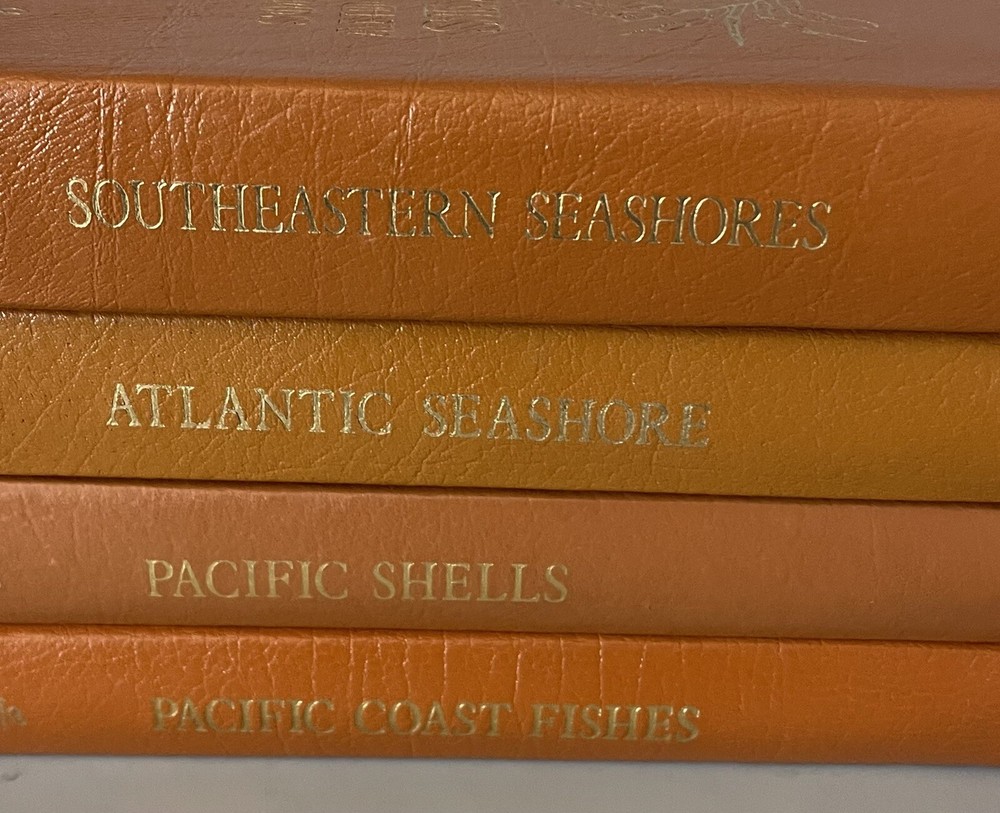 SOUTHEASTERN SEASHORES
ATLANTIC SEASHORE
PACIFIC SHELLS
PACIFIC COAST FISHES